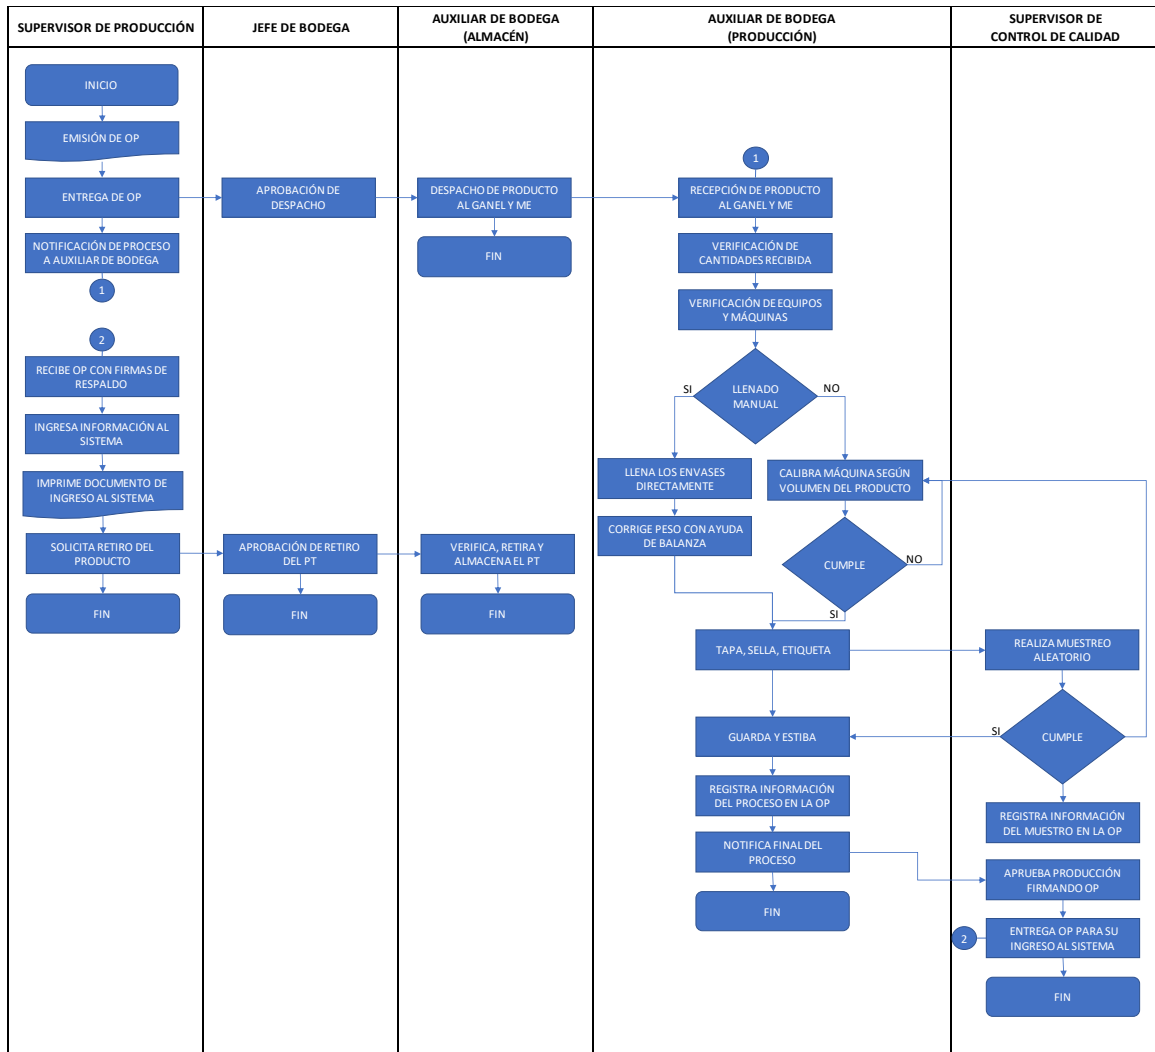 SUPERVISOR DE PRODUCCIÓN
JEFE DE BODEGA
AUXILIAR DE BODEGA
(ALMACÉN)
AUXILIAR DE BODEGA
(PRODUCCIÓN)
SUPERVISOR DE
CONTROL DE CALIDAD
INICIO
EMISIÓN DE OP
ENTREGA DE OP
NOTIFICACIÓN DE PROCESO
A AUXILIAR DE BODEGA
1
2
RECIBE OP CON FIRMAS DE
RESPALDO
INGRESA INFORMACIÓN AL
SISTEMA
IMPRIME DOCUMENTO DE
INGRESO AL SISTEMA
SOLICITA RETIRO DEL
PRODUCTO
FIN
APROBACIÓN DE
DESPACHO
APROBACIÓN DE RETIRO
DEL PT
FIN
DESPACHO DE PRODUCTO
AL GANEL Y ME
FIN
VERIFICA, RETIRA Y
ALMACENA EL PT
FIN
1
RECEPCIÓN DE PRODUCTO
AL GANEL Y ME
VERIFICACIÓN DE
CANTIDADES RECIBIDA
VERIFICACIÓN DE EQUIPOS
Y MÁQUINAS
SI
LLENADO
MANUAL
NO
LLENA LOS ENVASES
DIRECTAMENTE
CORRIGE PESO CON AYUDA
DE BALANZA
CALIBRA MÁQUINA SEGÚN
VOLUMEN DEL PRODUCTO
CUMPLE
NO
SI
TAPA, SELLA, ETIQUETA
GUARDA Y ESTIBA
REGISTRA INFORMACIÓN
DEL PROCESO EN LA OP
NOTIFICA FINAL DEL
PROCESO
FIN
REALIZA MUESTREO
ALEATORIO
SI
CUMPLE
REGISTRA INFORMACIÓN
DEL MUESTRO EN LA OP
APRUEBA PRODUCCIÓN
FIRMANDO OP
2
ENTREGA OP PARA SU
INGRESO AL SISTEMA
FIN